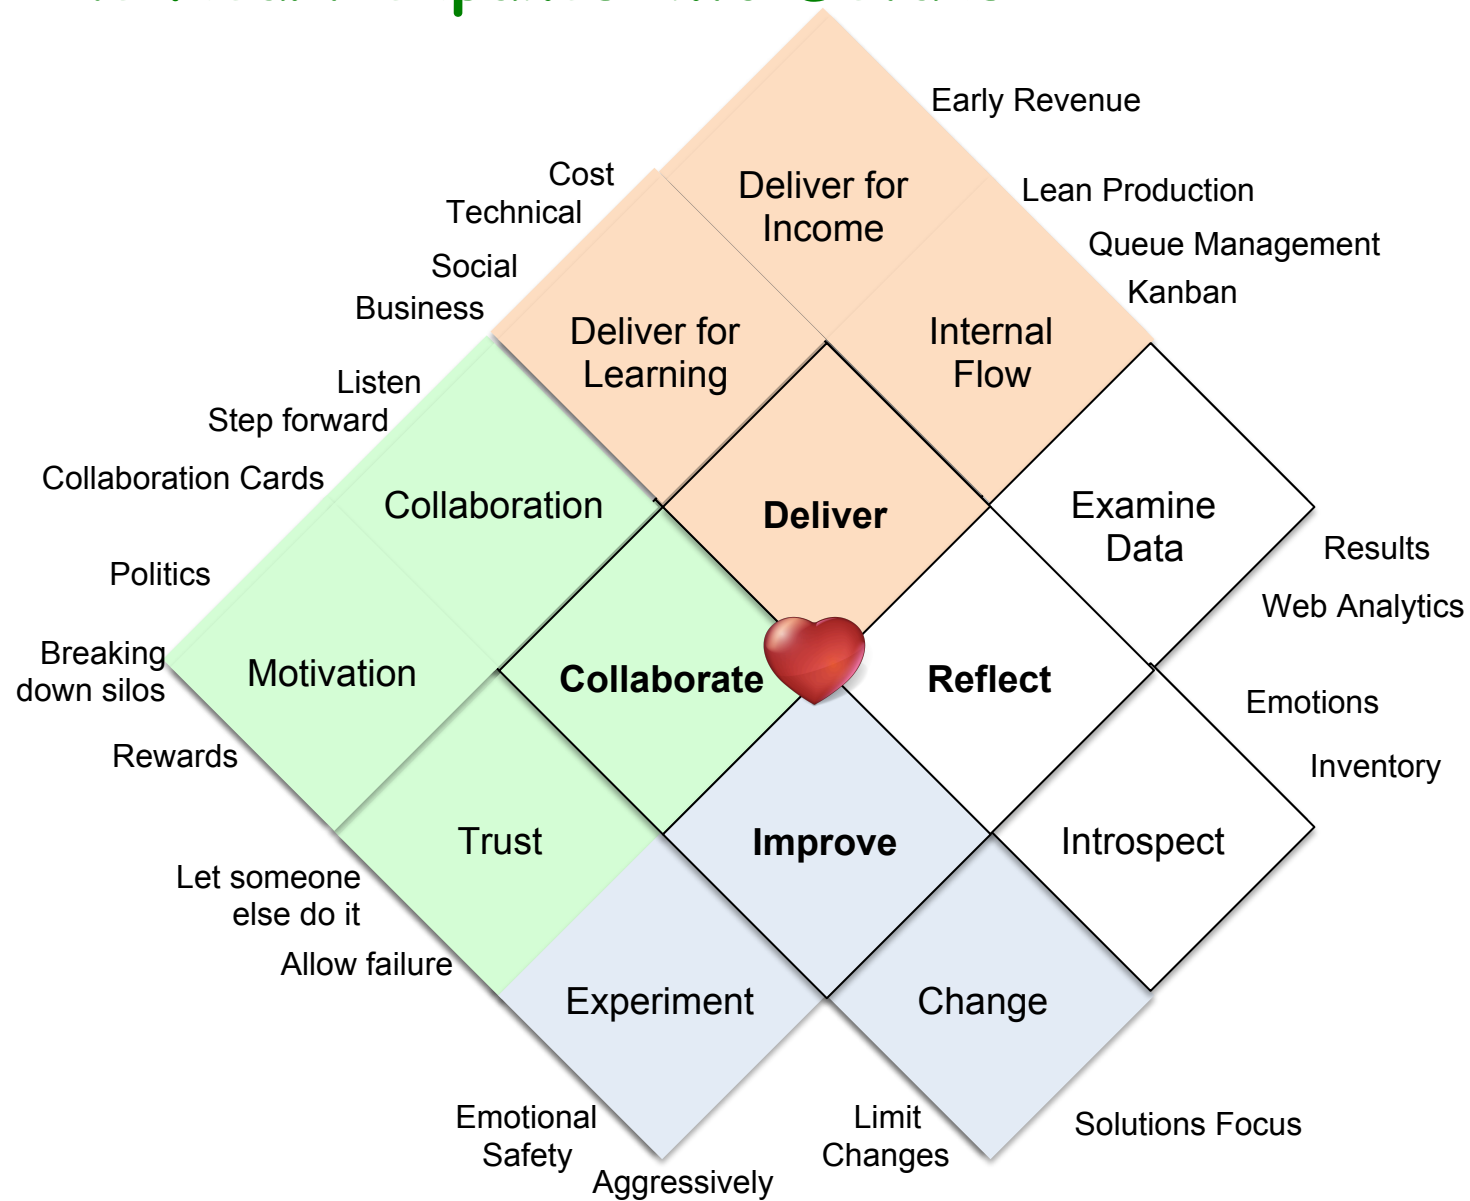 Early Revenue
Cost
Deliver for
Income
Lean Production
Technical
Queue Management
Social
Kanban
Business
Deliver for
Learning
Internal
Flow
Listen
Step forward
Collaboration Cards
Collaboration
Deliver
Examine
Data
Results
Politics
Web Analytics
Breaking
down silos
Motivation
Collaborate
Reflect
Emotions
Rewards
Inventory
Trust
Improve
Introspect
Let someone
else do it
Allow failure
Experiment
Change
Emotional
Safety
Limit
Changes
Solutions Focus
Aggressively